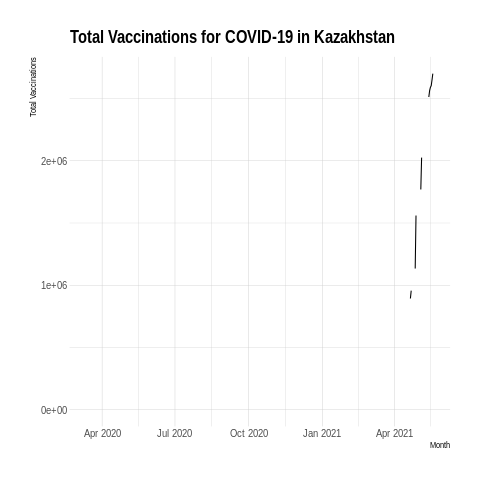 Total Vaccinations for COVID-19 in Kazakhstan
Total Vaccinations
2e+06
1e+06
0e+00
Apr 2020 Jul 2020 Oct 2020 Jan 2021 Apr 2021
Month